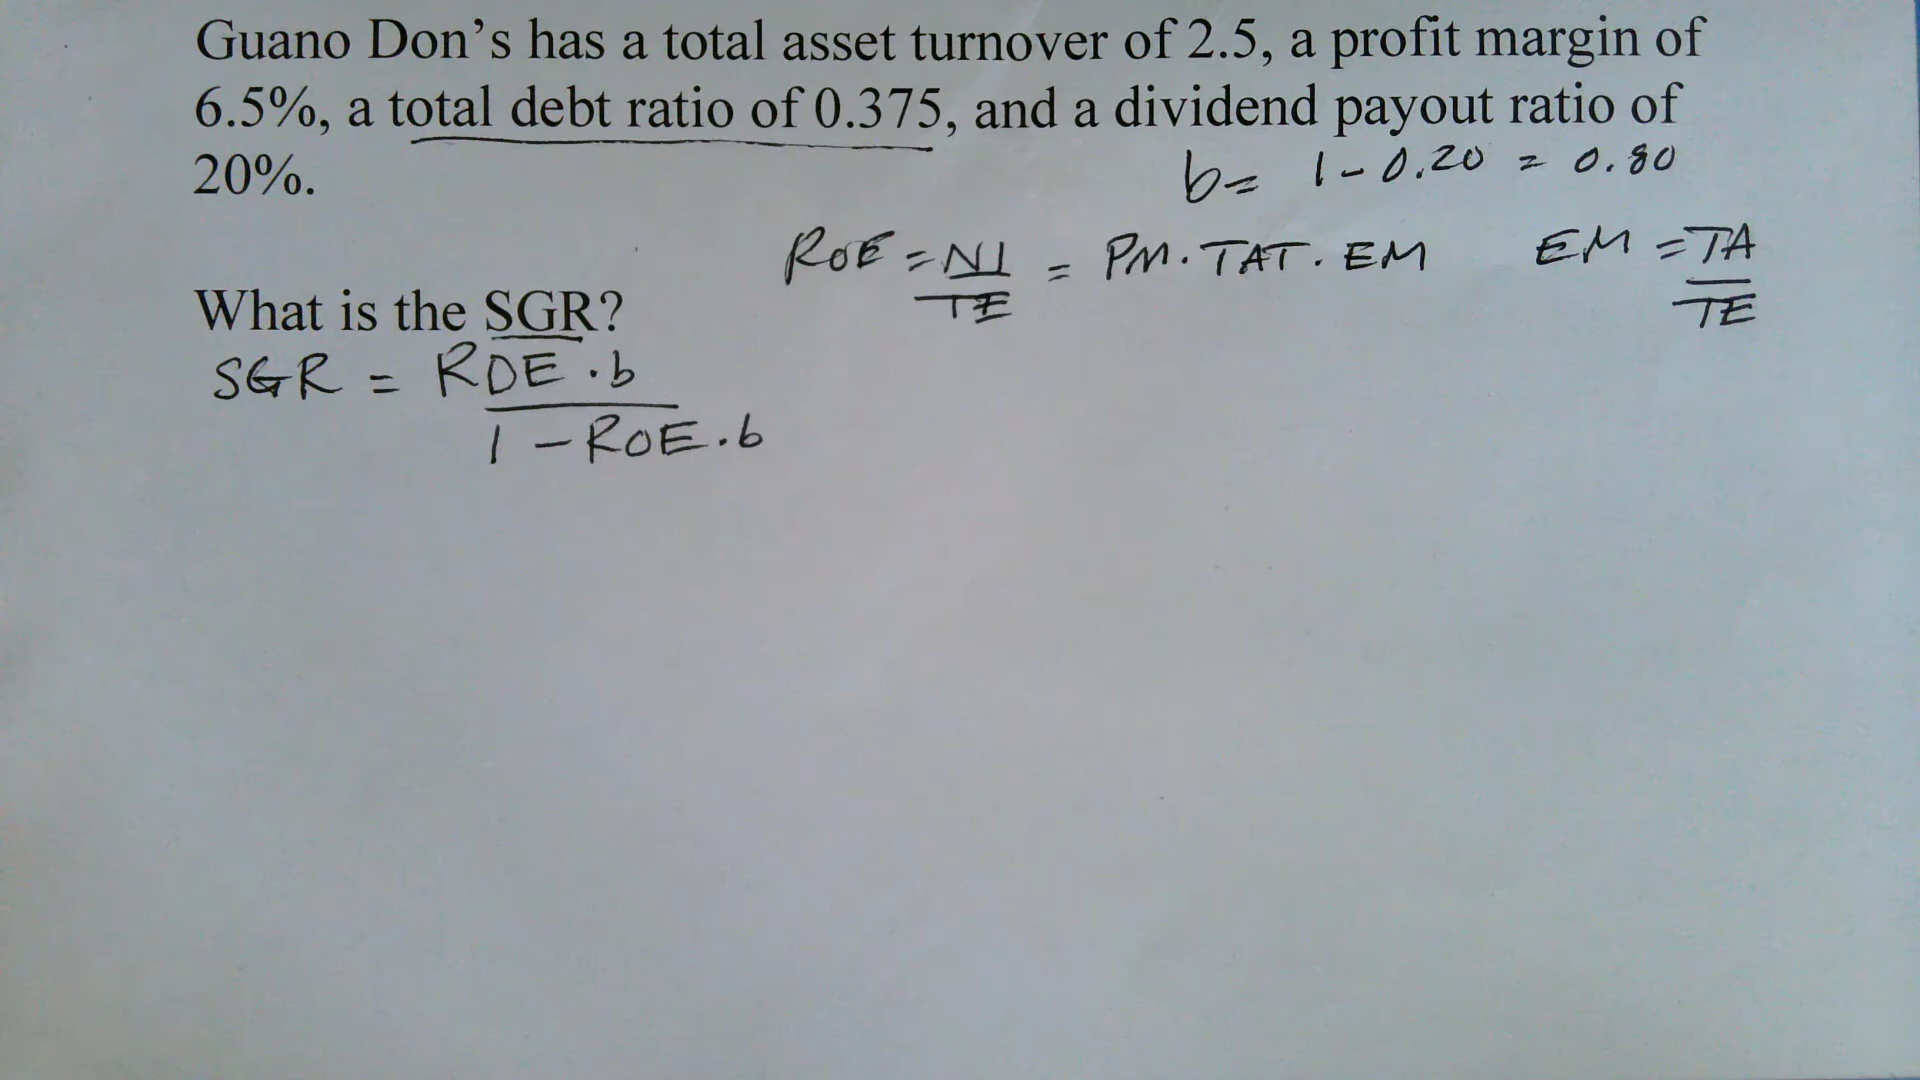 Guano Don's has a total asset turnover of 2.5, a profit margin of
6.5%, a total debt ratio of 0.375, and a dividend payout ratio of
20%.
b = 1 - 0.20 = 0.80
ROE = NI / TE = PM · TAT · EM
EM = TA / TE
What is the SGR?
SGR = ROE · b / 1 - ROE · b